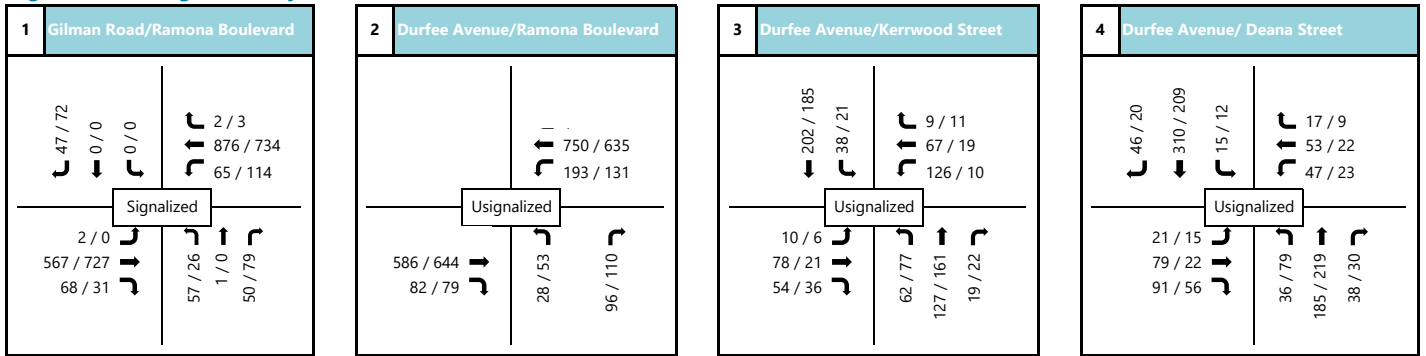 1 Gilman Road/Ramona Boulevard
47 / 72
0 / 0
0 / 0
2 / 3
876 / 734
65 / 114
Signalized
2 / 0
567 / 727
68 / 31
57 / 26
1 / 0
50 / 79
2 Durfee Avenue/Ramona Boulevard
750 / 635
193 / 131
Usignalized
586 / 644
82 / 79
28 / 53
96 / 110
3 Durfee Avenue/Kerrwood Street
202 / 185
38 / 21
9 / 11
67 / 19
126 / 10
Usignalized
10 / 6
78 / 21
54 / 36
62 / 77
127 / 161
19 / 22
4 Durfee Avenue/ Deana Street
46 / 20
310 / 209
15 / 12
17 / 9
53 / 22
47 / 23
Usignalized
21 / 15
79 / 22
91 / 56
36 / 79
185 / 219
38 / 30